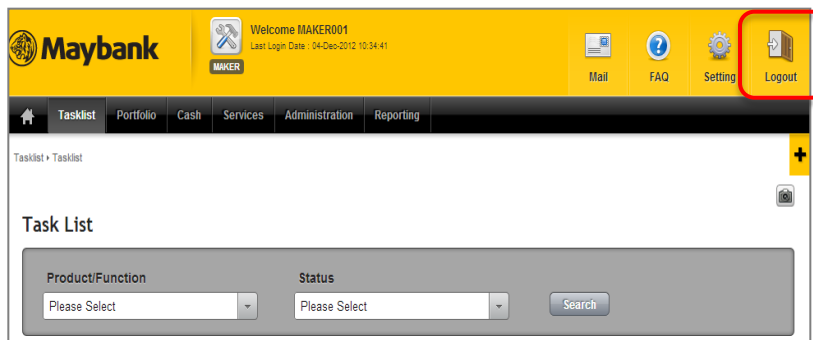 Maybank
Welcome MAKER001
Last Login Date : 04-Dec-2012 10:34:41
MAKER
Mail FAQ Setting Logout
Tasklist Portfolio Cash Services Administration Reporting
Tasklist ▸ Tasklist
+
Task List
Product/Function Status
Please Select Please Select Search